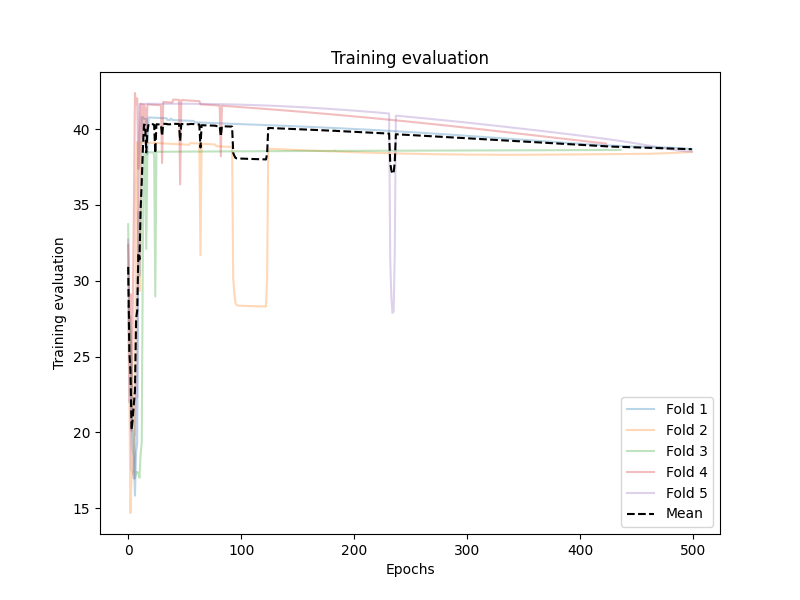 Training evaluation
Training evaluation
40
35
30
25
20
15
0
100
200
300
400
500
Epochs
Fold 1
Fold 2
Fold 3
Fold 4
Fold 5
Mean